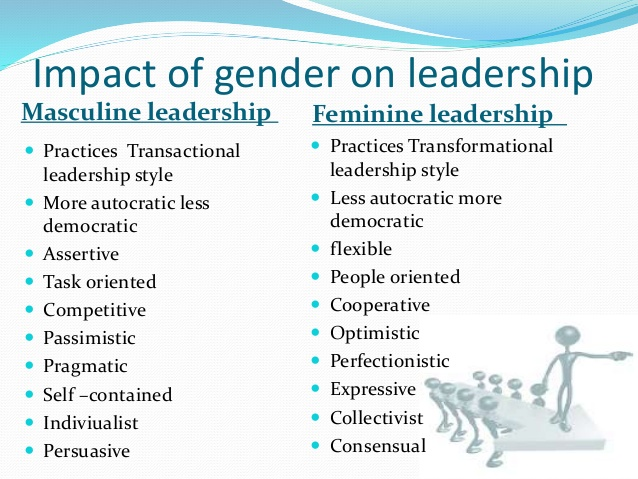 Impact of gender on leadership
Masculine leadership
Practices Transactional
leadership style
More autocratic less
democratic
Assertive
Task oriented
Competitive
Passimistic
Pragmatic
Self –contained
Indiviualist
Persuasive
Feminine leadership
Practices Transformational
leadership style
Less autocratic more
democratic
flexible
People oriented
Cooperative
Optimistic
Perfectionistic
Expressive
Collectivist
Consensual